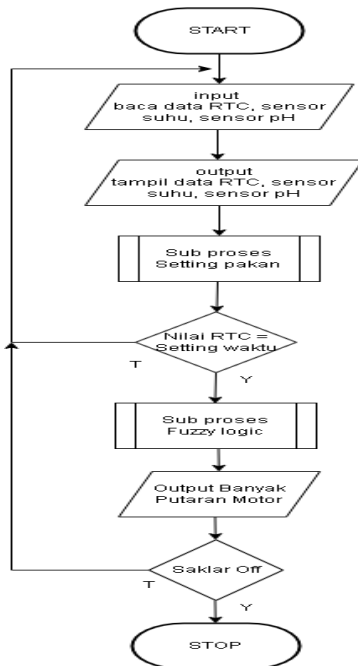 START
input
baca data RTC, sensor
suhu, sensor pH
output
tampil data RTC, sensor
suhu, sensor pH
Sub proses
Setting pakan
Nilai RTC =
Setting waktu
T
Y
Sub proses
Fuzzy logic
Output Banyak
Putaran Motor
Saklar Off
T
Y
STOP